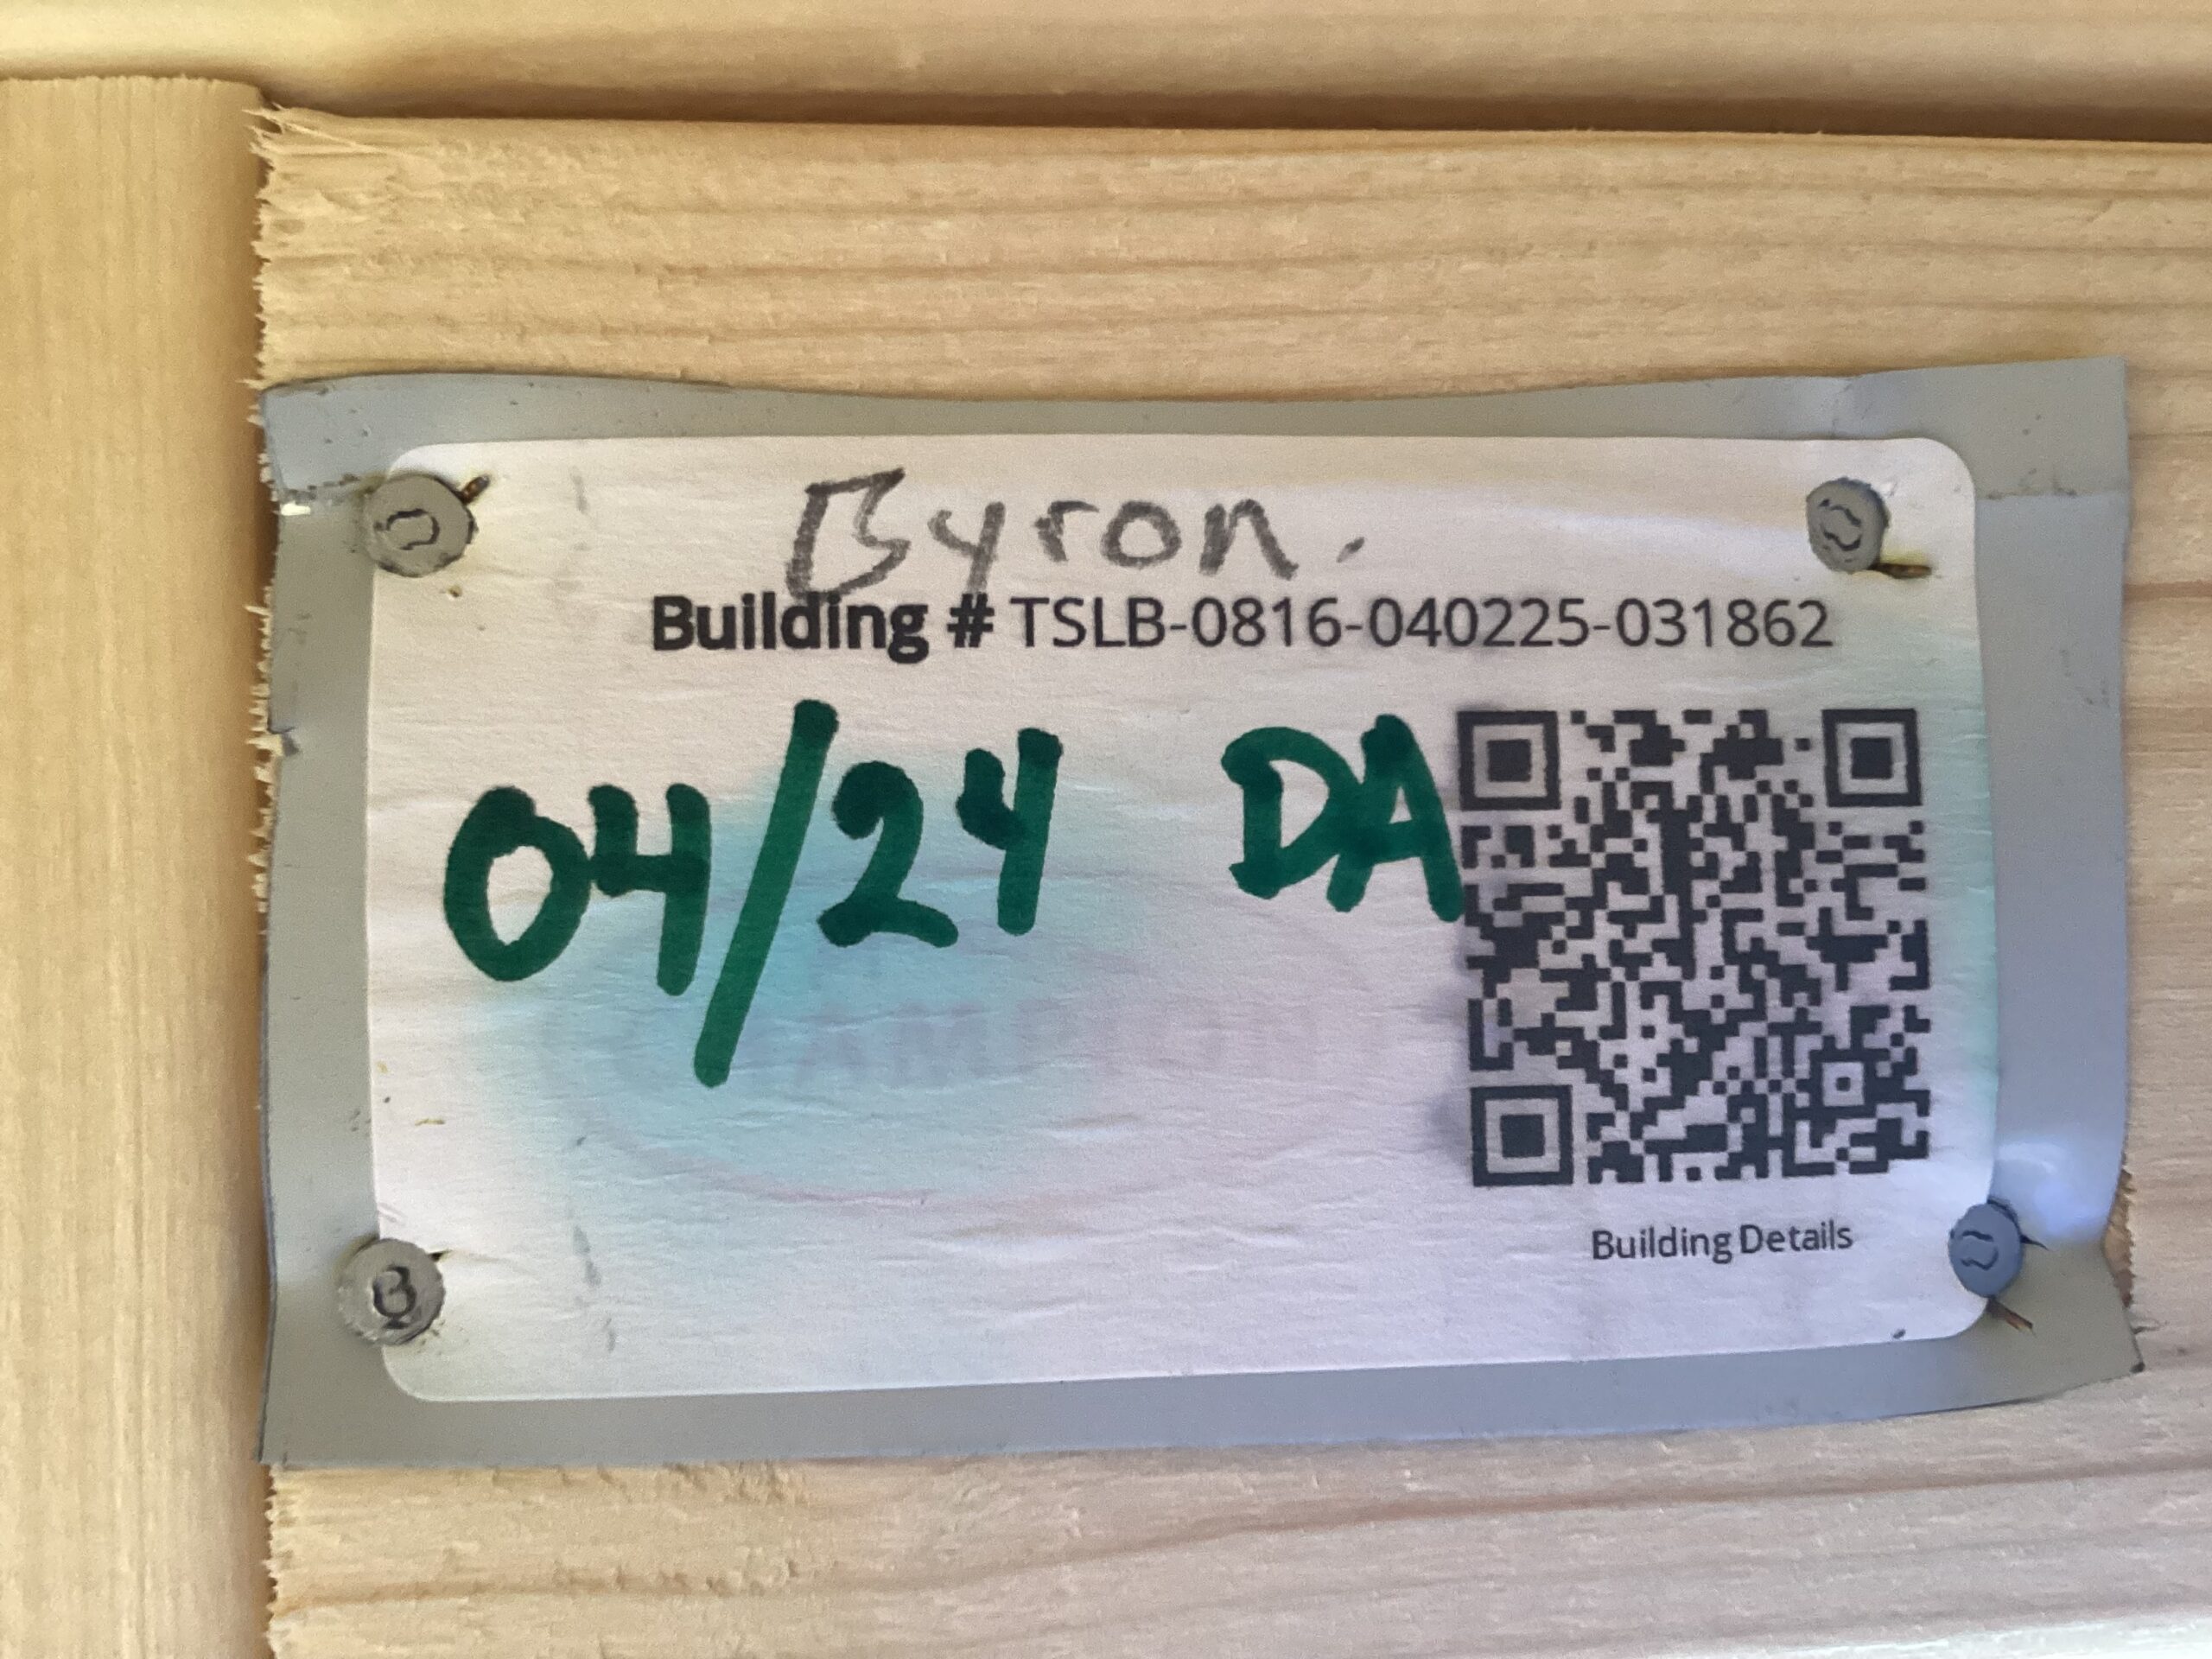 Byron.
Building # TSLB-0816-040225-031862
04/24 DA
Building Details